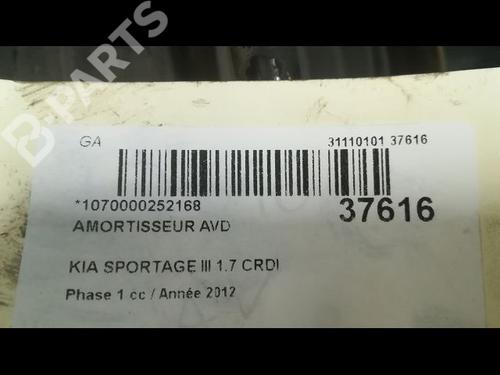 B-PARTS
GA
31110101 37616
*1070000252168
37616
AMORTISSEUR AVD
KIA SPORTAGE III 1.7 CRDI
Phase 1 cc / Année 2012